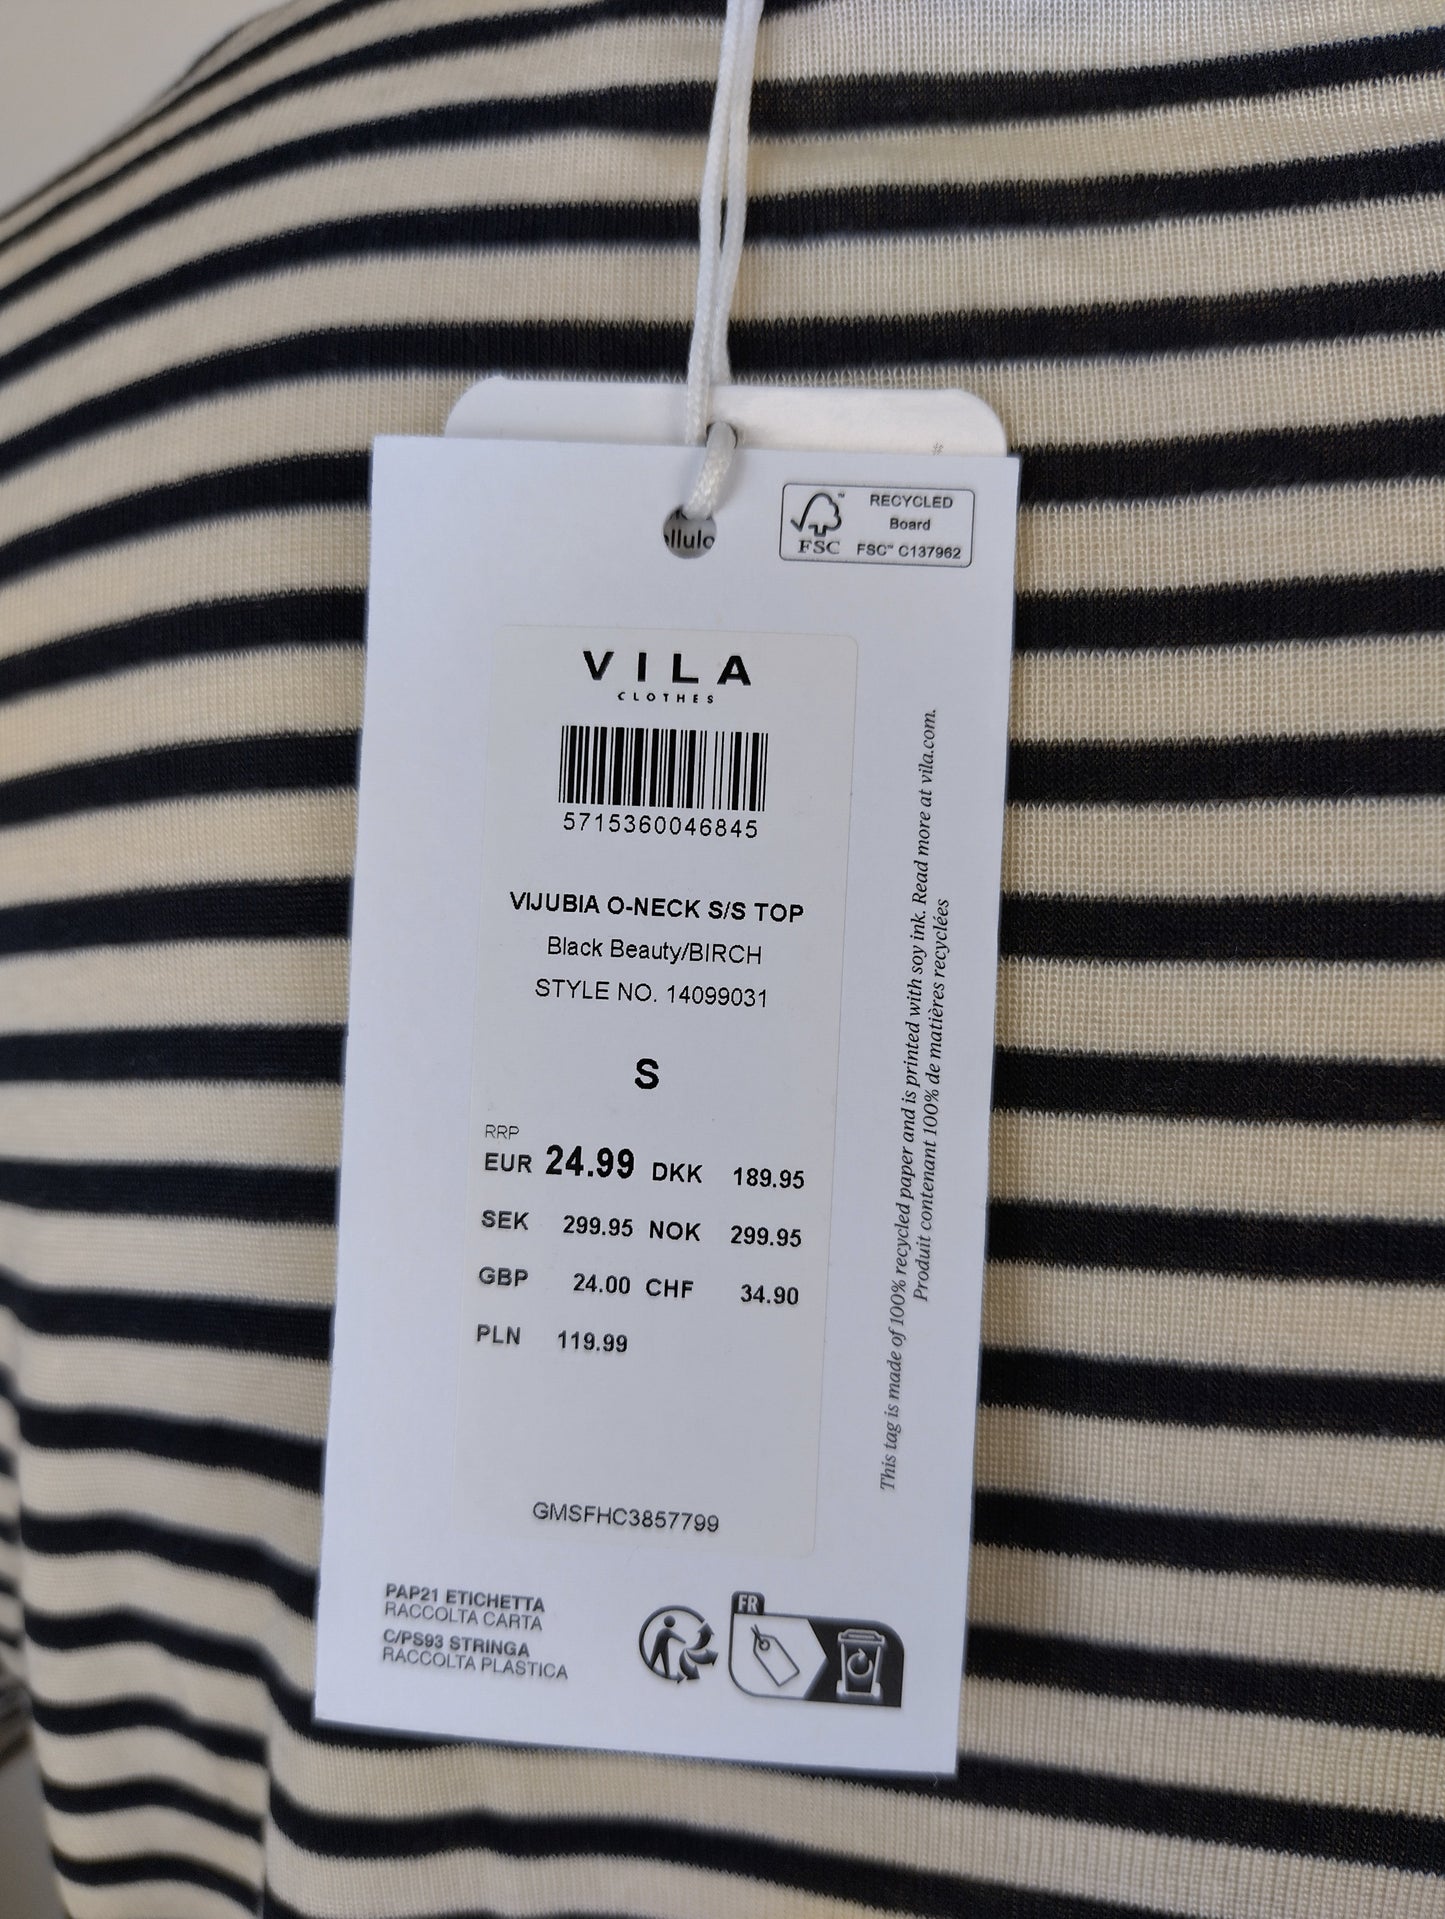 #
RECYCLED
Board
FSC™ C137962
FSC
VILA
CLOTHES
5715360046845
VIJUBIA O-NECK S/S TOP
Black Beauty/BIRCH
STYLE NO. 14099031
S
RRP
EUR 24.99 DKK 189.95
SEK 299.95 NOK 299.95
GBP 24.00 CHF 34.90
PLN 119.99
GMSFHC3857799
This tag is made of 100% recycled paper and is printed with soy ink. Read more at vila.com.
Produit contenant 100% de matières recyclées
PAP21 ETICHETTA
RACCOLTA CARTA
C/PS93 STRINGA
RACCOLTA PLASTICA
FR